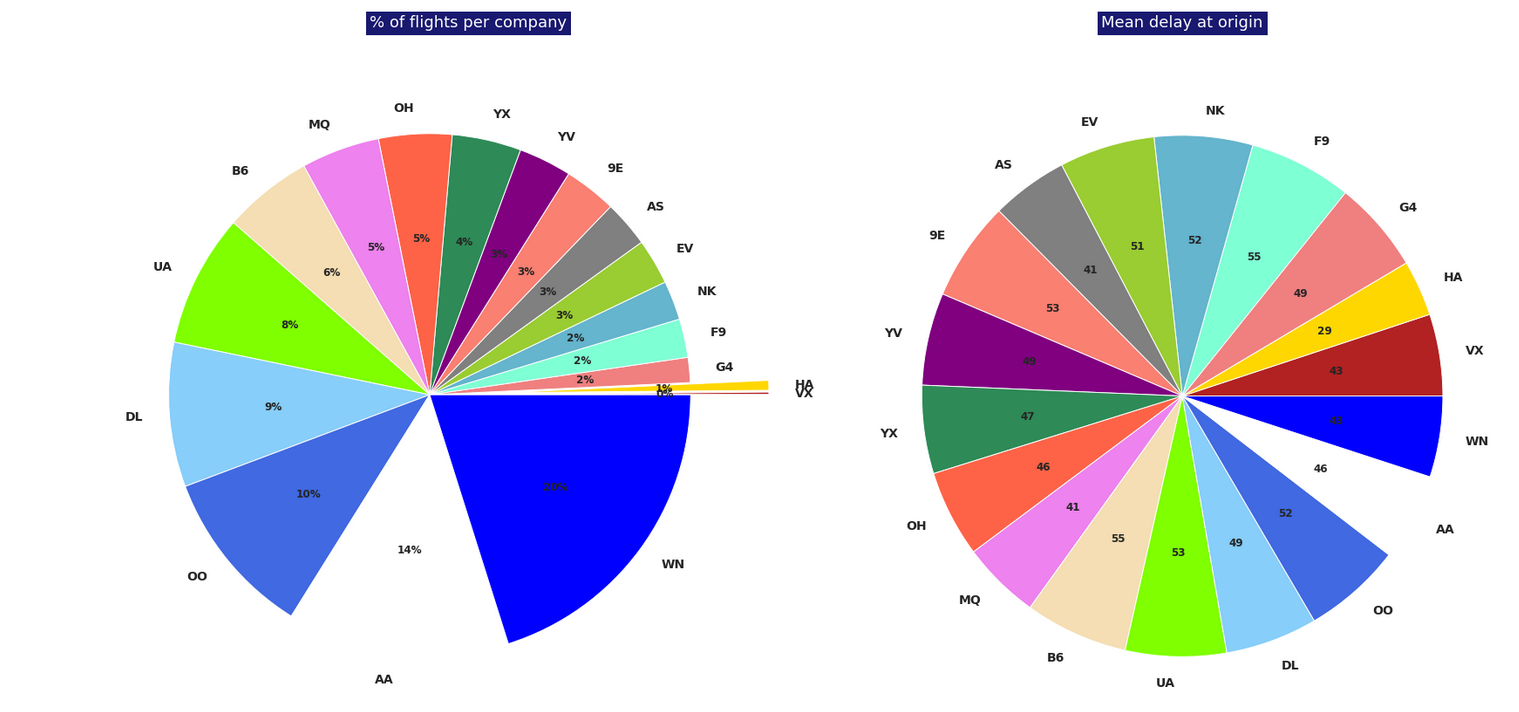 % of flights per company
OH
YX
MQ
YV
B6
9E
AS
EV
UA
NK
F9
G4
HA
VX
DL
OO
WN
AA
5%
4%
5%
3%
6%
3%
3%
3%
8%
2%
2%
2%
1%
0%
9%
10%
20%
14%
Mean delay at origin
NK
EV
F9
AS
G4
9E
HA
YV
VX
YX
WN
OH
AA
MQ
OO
B6
DL
UA
52
51
55
41
49
53
29
49
43
47
43
46
46
41
52
55
49
53